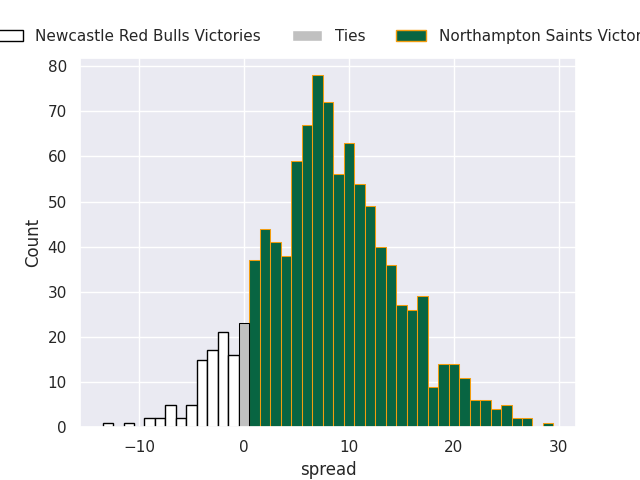 Newcastle Red Bulls Victories Ties Northampton Saints Victor
80
70
60
50
40
30
20
10
0
Count
−10 0 10 20 30
spread